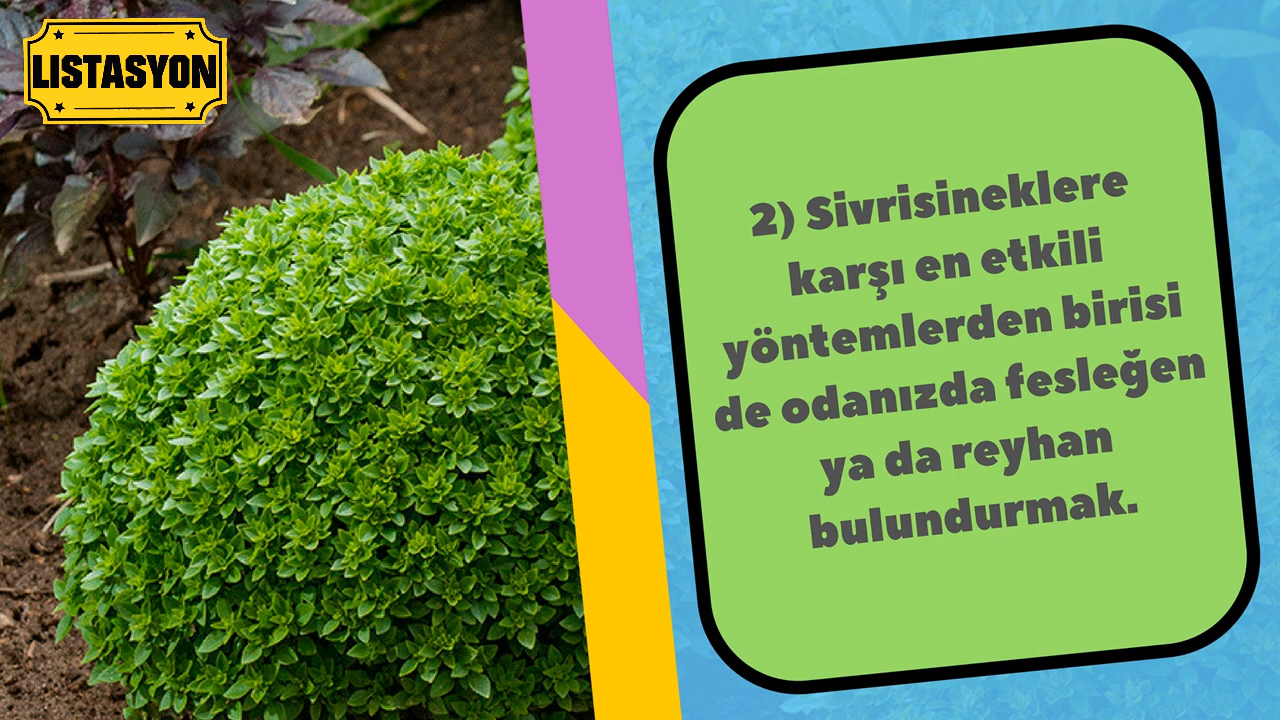 LISTASYON
2) Sivrisineklere
karşı en etkili
yöntemlerden birisi
de odanızda fesleğen
ya da reyhan
bulundurmak.